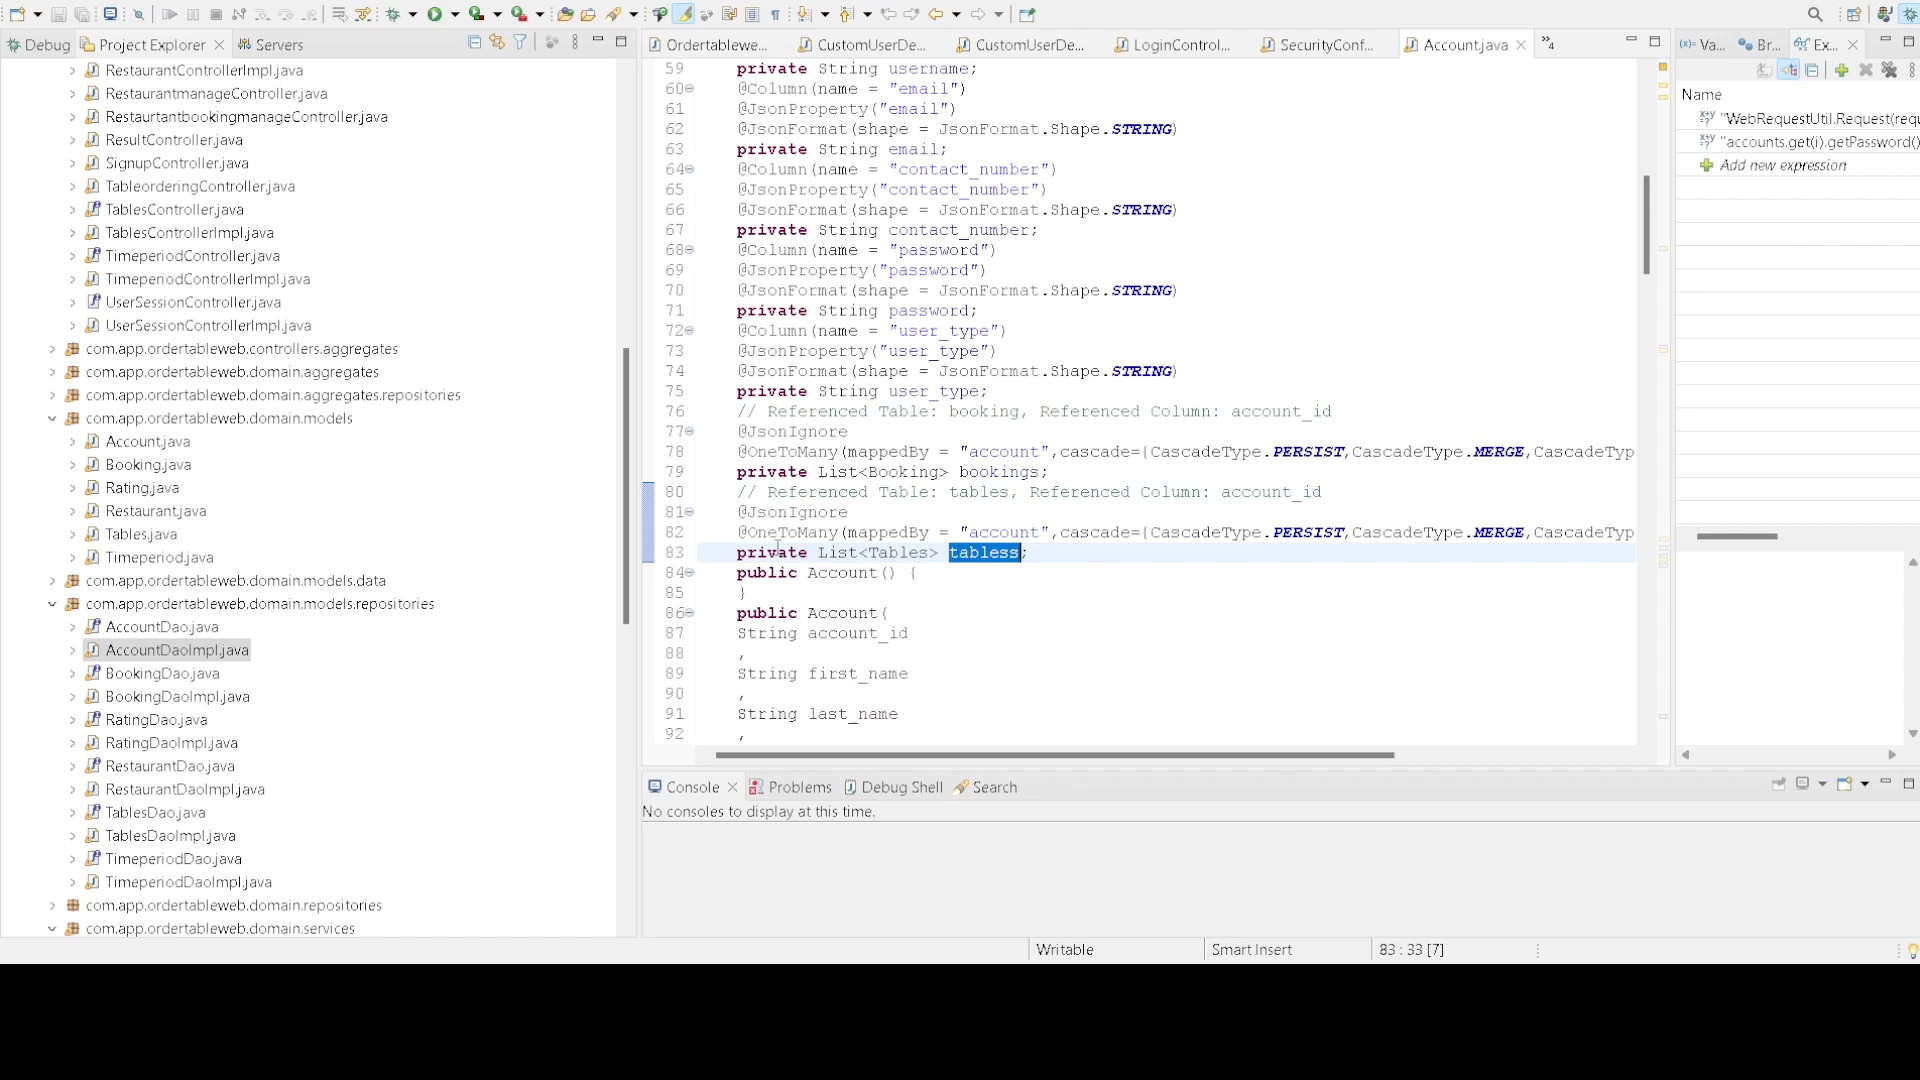 Debug
Project Explorer
Servers
RestaurantControllerImpl.java
RestaurantmanageController.java
RestaurtantbookingmanageController.java
ResultController.java
SignupController.java
TableorderingController.java
TablesController.java
TablesControllerImpl.java
TimeperiodController.java
TimeperiodControllerImpl.java
UserSessionController.java
UserSessionControllerImpl.java
com.app.ordertableweb.controllers.aggregates
com.app.ordertableweb.domain.aggregates
com.app.ordertableweb.domain.aggregates.repositories
com.app.ordertableweb.domain.models
Account.java
Booking.java
Rating.java
Restaurant.java
Tables.java
Timeperiod.java
com.app.ordertableweb.domain.models.data
com.app.ordertableweb.domain.models.repositories
AccountDao.java
AccountDaoImpl.java
BookingDao.java
BookingDaoImpl.java
RatingDao.java
RatingDaoImpl.java
RestaurantDao.java
RestaurantDaoImpl.java
TablesDao.java
TablesDaoImpl.java
TimeperiodDao.java
TimeperiodDaoImpl.java
com.app.ordertableweb.domain.repositories
com.app.ordertableweb.domain.services
Ordertablewe...
CustomUserDe...
CustomUserDe...
LoginControl...
SecurityConf...
Account.java
»4
59 private String username;
60 @Column(name = "email")
61 @JsonProperty("email")
62 @JsonFormat(shape = JsonFormat.Shape.STRING)
63 private String email;
64 @Column(name = "contact_number")
65 @JsonProperty("contact_number")
66 @JsonFormat(shape = JsonFormat.Shape.STRING)
67 private String contact_number;
68 @Column(name = "password")
69 @JsonProperty("password")
70 @JsonFormat(shape = JsonFormat.Shape.STRING)
71 private String password;
72 @Column(name = "user_type")
73 @JsonProperty("user_type")
74 @JsonFormat(shape = JsonFormat.Shape.STRING)
75 private String user_type;
76 // Referenced Table: booking, Referenced Column: account_id
77 @JsonIgnore
78 @OneToMany(mappedBy = "account",cascade={CascadeType.PERSIST,CascadeType.MERGE,CascadeTyp
79 private List<Booking> bookings;
80 // Referenced Table: tables, Referenced Column: account_id
81 @JsonIgnore
82 @OneToMany(mappedBy = "account",cascade={CascadeType.PERSIST,CascadeType.MERGE,CascadeTyp
83 private List<Tables> tabless;
84 public Account() {
85 }
86 public Account(
87 String account_id
88 ,
89 String first_name
90 ,
91 String last_name
92 ,
Va...
Br...
Ex...
Name
"WebRequestUtil.Request(requ
"accounts.get(i).getPassword()
Add new expression
Console
Problems
Debug Shell
Search
No consoles to display at this time.
Writable
Smart Insert
83 : 33 [7]